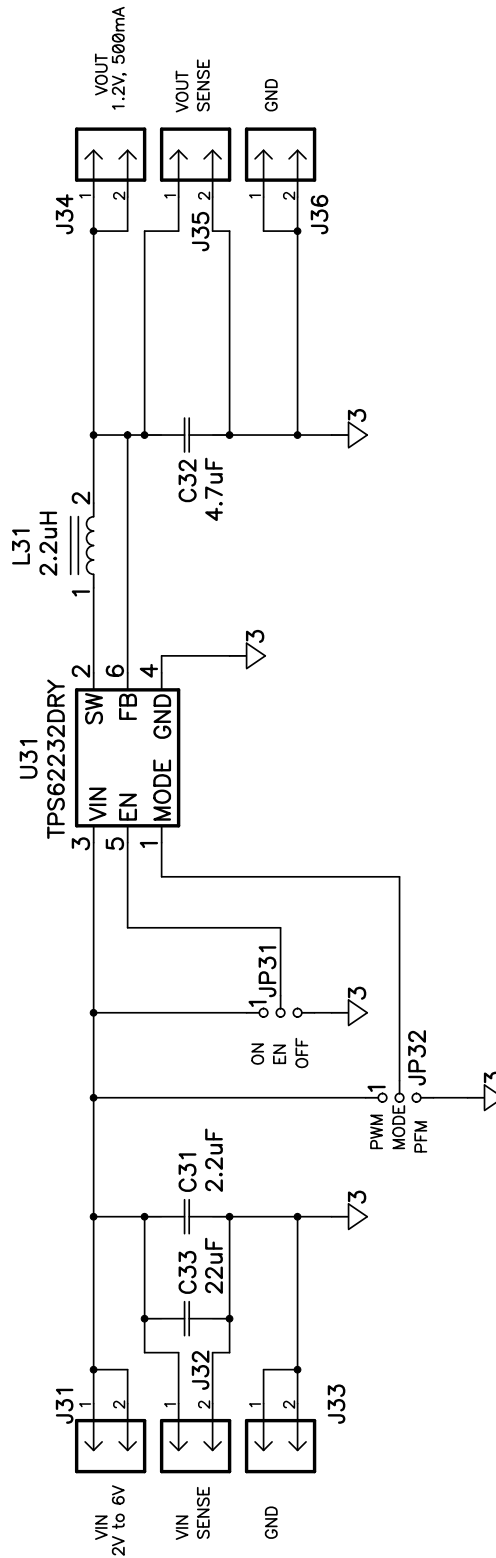 J31
1
2
VIN
2V to 6V
J32
1
2
VIN
SENSE
J33
1
2
GND
C33
22uF
C31
2.2uF
3
PWM
MODE
PFM
1
JP32
3
ON
EN
OFF
1
JP31
3
U31
TPS62232DRY
3
VIN
5
EN
1
MODE
SW
2
FB
6
GND
4
3
L31
2.2uH
1
2
C32
4.7uF
3
J34
1
2
VOUT
1.2V, 500mA
J35
1
2
VOUT
SENSE
J36
1
2
GND